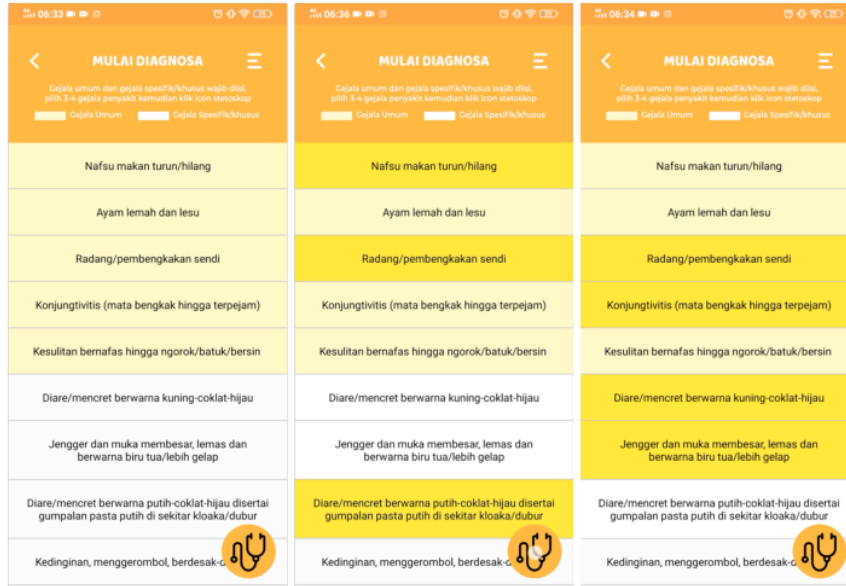 06:33
MULAI DIAGNOSA
Gejala umum dan gejala spesifik/khusus wajib diisi,
pilih 3-4 gejala penyakit kemudian klik icon stetoskop
Gejala Umum Gejala Spesifik/khusus
Nafsu makan turun/hilang
Ayam lemah dan lesu
Radang/pembengkakan sendi
Konjungtivitis (mata bengkak hingga terpejam)
Kesulitan bernafas hingga ngorok/batuk/bersin
Diare/mencret berwarna kuning-coklat-hijau
Jengger dan muka membesar, lemas dan
berwarna biru tua/lebih gelap
Diare/mencret berwarna putih-coklat-hijau disertai
gumpalan pasta putih di sekitar kloaka/dubur
Kedinginan, menggerombol, berdesak-
06:36
MULAI DIAGNOSA
Gejala umum dan gejala spesifik/khusus wajib diisi,
pilih 3-4 gejala penyakit kemudian klik icon stetoskop
Gejala Umum Gejala Spesifik/khusus
Nafsu makan turun/hilang
Ayam lemah dan lesu
Radang/pembengkakan sendi
Konjungtivitis (mata bengkak hingga terpejam)
Kesulitan bernafas hingga ngorok/batuk/bersin
Diare/mencret berwarna kuning-coklat-hijau
Jengger dan muka membesar, lemas dan
berwarna biru tua/lebih gelap
Diare/mencret berwarna putih-coklat-hijau disertai
gumpalan pasta putih di sekitar kloaka/dubur
Kedinginan, menggerombol, berdesak-
06:34
MULAI DIAGNOSA
Gejala umum dan gejala spesifik/khusus wajib diisi,
pilih 3-4 gejala penyakit kemudian klik icon stetoskop
Gejala Umum Gejala Spesifik/khusus
Nafsu makan turun/hilang
Ayam lemah dan lesu
Radang/pembengkakan sendi
Konjungtivitis (mata bengkak hingga terpejam)
Kesulitan bernafas hingga ngorok/batuk/bersin
Diare/mencret berwarna kuning-coklat-hijau
Jengger dan muka membesar, lemas dan
berwarna biru tua/lebih gelap
Diare/mencret berwarna putih-coklat-hijau disertai
gumpalan pasta putih di sekitar kloaka/dubur
Kedinginan, menggerombol, berdesak-